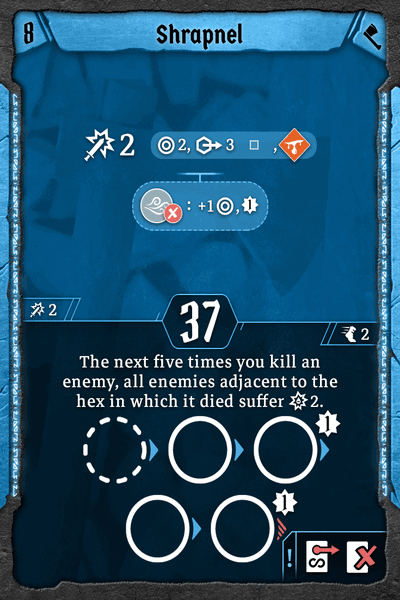 8 Shrapnel
2 2, 3 ,
: +1 , 1
2
37
2
The next five times you kill an
enemy, all enemies adjacent to the
hex in which it died suffer 2.
1
1
!